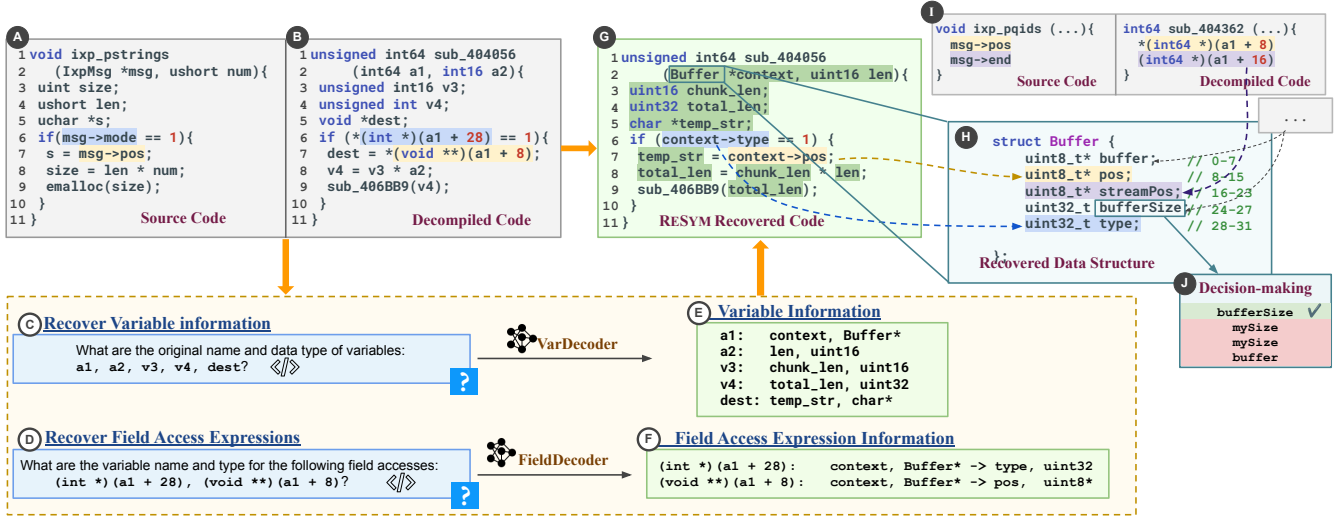 A
1 void ixp_pstrings
2 (IxpMsg *msg, ushort num){
3 uint size;
4 ushort len;
5 uchar *s;
6 if(msg->mode == 1){
7 s = msg->pos;
8 size = len * num;
9 emalloc(size);
10 }
11 }
Source Code
B
1 unsigned int64 sub_404056
2 (int64 a1, int16 a2){
3 unsigned int16 v3;
4 unsigned int v4;
5 void *dest;
6 if (*(int *)(a1 + 28) == 1){
7 dest = *(void **)(a1 + 8);
8 v4 = v3 * a2;
9 sub_406BB9(v4);
10 }
11 }
Decompiled Code
G
1 unsigned int64 sub_404056
2 (Buffer *context, uint16 len){
3 uint16 chunk_len;
4 uint32 total_len;
5 char *temp_str;
6 if (context->type == 1) {
7 temp_str = context->pos;
8 total_len = chunk_len * len;
9 sub_406BB9(total_len);
10 }
11 }
RESYM Recovered Code
I
void ixp_pqids (...){
msg->pos
msg->end
}
Source Code
int64 sub_404362 (...){
*(int64 *)(a1 + 8)
(int64 *)(a1 + 16)
}
Decompiled Code
...
H
struct Buffer {
uint8_t* buffer; // 0-7
uint8_t* pos; // 8-15
uint8_t* streamPos; // 16-23
uint32_t bufferSize; // 24-27
uint32_t type; // 28-31
};
Recovered Data Structure
J
Decision-making
bufferSize ✔
mySize
mySize
buffer
C
Recover Variable information
What are the original name and data type of variables:
a1, a2, v3, v4, dest? </>
?
VarDecoder
E
Variable Information
a1: context, Buffer*
a2: len, uint16
v3: chunk_len, uint16
v4: total_len, uint32
dest: temp_str, char*
D
Recover Field Access Expressions
What are the variable name and type for the following field accesses:
(int *)(a1 + 28), (void **)(a1 + 8)? </>
?
FieldDecoder
F
Field Access Expression Information
(int *)(a1 + 28): context, Buffer* -> type, uint32
(void **)(a1 + 8): context, Buffer* -> pos, uint8*